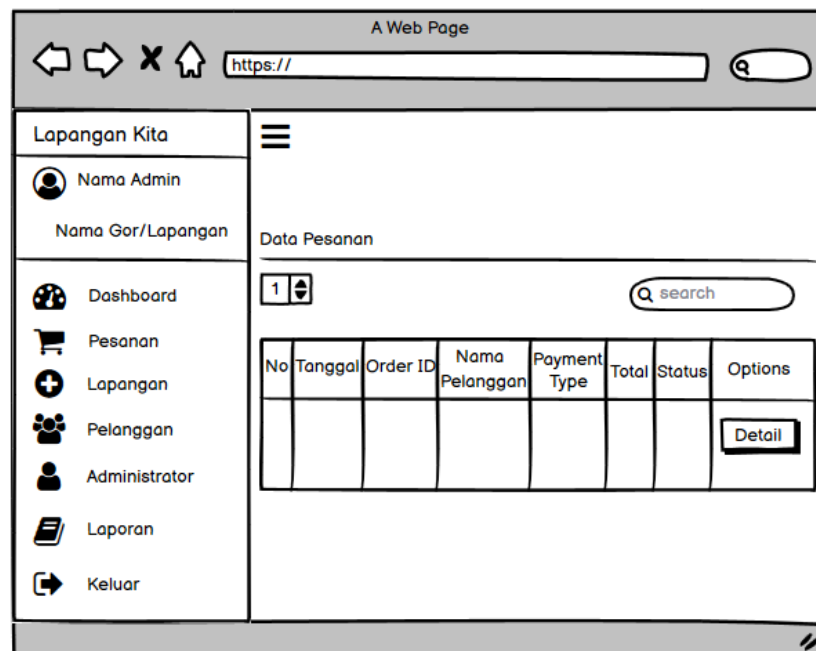 A Web Page
https://
Lapangan Kita
Nama Admin
Nama Gor/Lapangan
Dashboard
Pesanan
Lapangan
Pelanggan
Administrator
Laporan
Keluar
Data Pesanan
1
search
No Tanggal Order ID Nama Pelanggan Payment Type Total Status Options
Detail